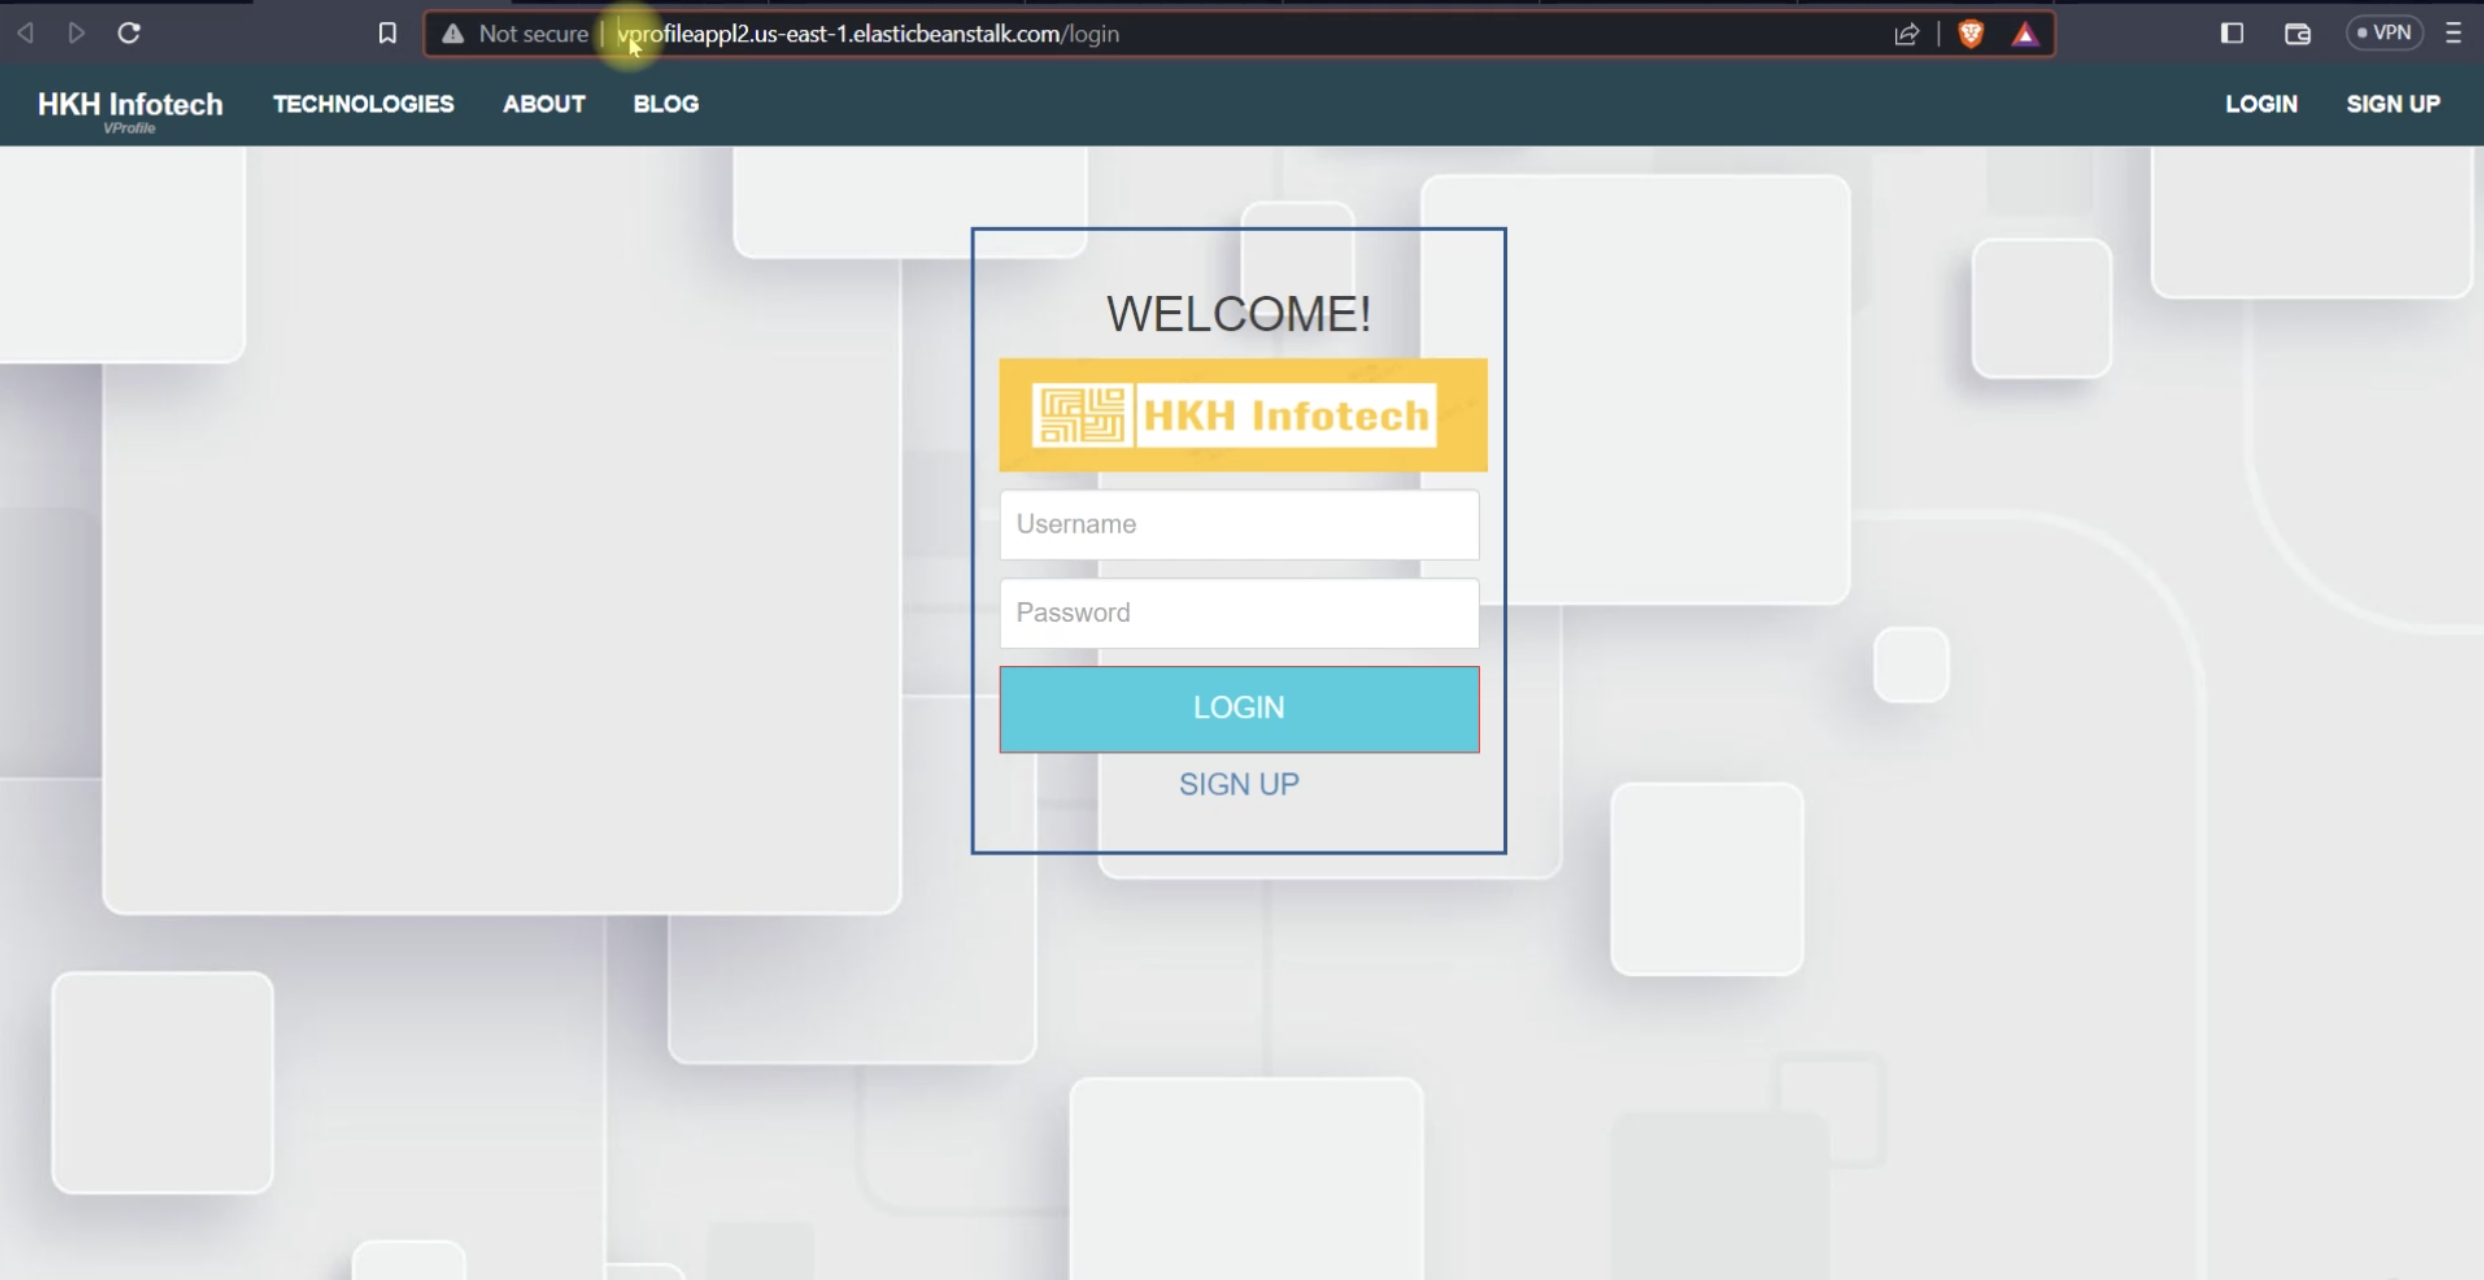 Not secure | vprofileappl2.us-east-1.elasticbeanstalk.com/login
VPN
HKH Infotech
VProfile
TECHNOLOGIES
ABOUT
BLOG
LOGIN
SIGN UP
WELCOME!
HKH Infotech
Username
Password
LOGIN
SIGN UP